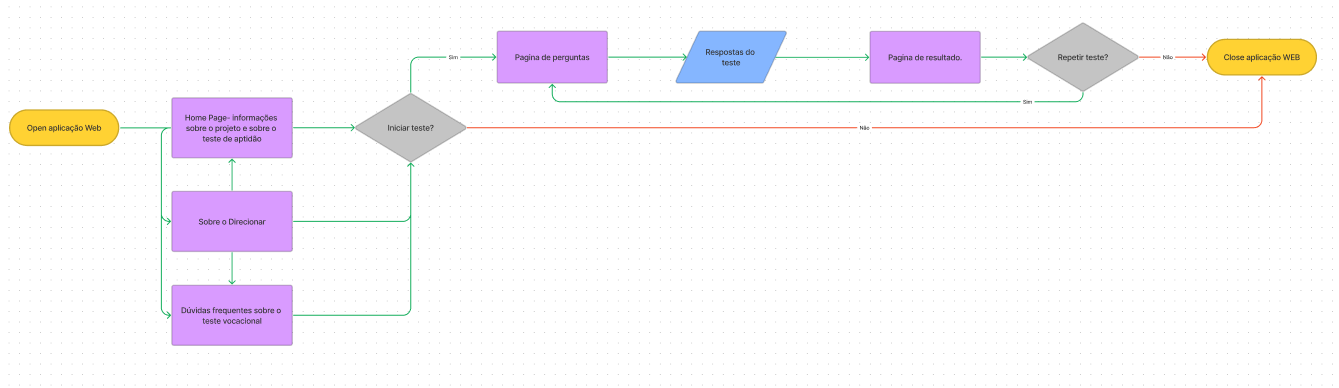 Open aplicação Web
Home Page- informações
sobre o projeto e sobre o
teste de aptidão
Sobre o Direcionar
Dúvidas frequentes sobre o
teste vocacional
Iniciar teste?
Sim
Pagina de perguntas
Respostas do
teste
Pagina de resultado.
Repetir teste?
Não
Close aplicação WEB
Sim
Não